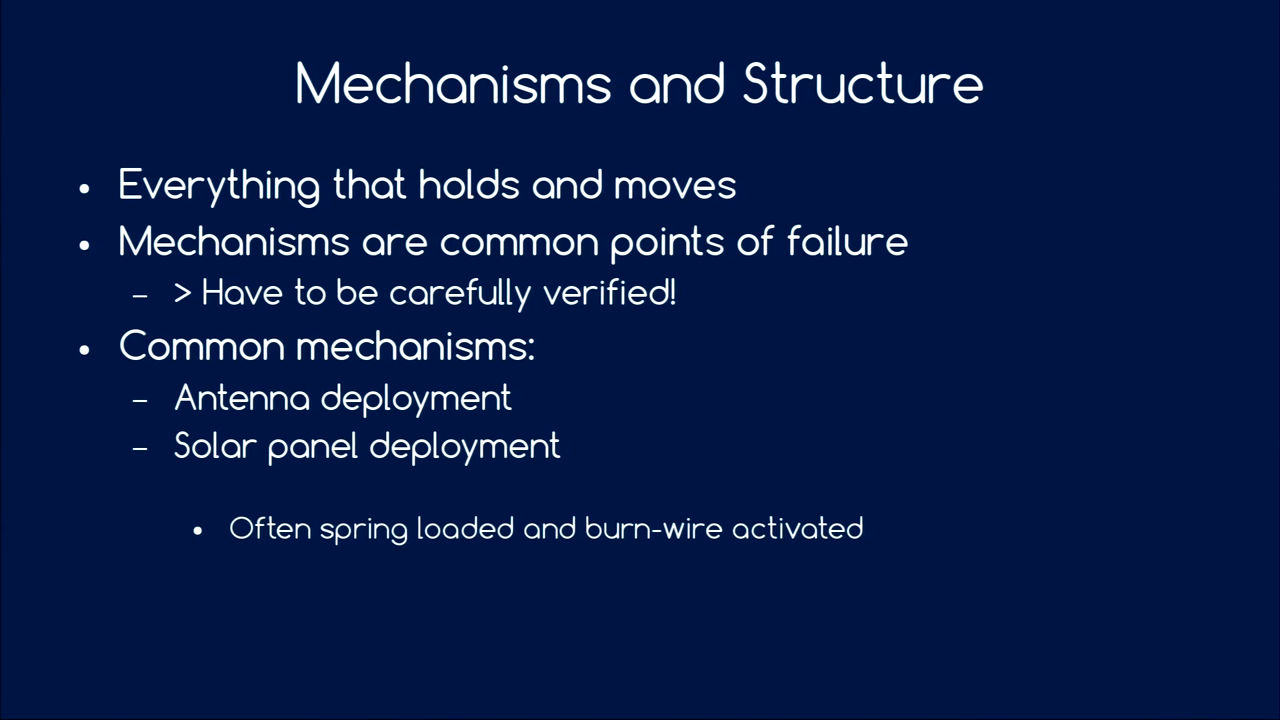 Mechanisms and Structure
• Everything that holds and moves
• Mechanisms are common points of failure
– > Have to be carefully verified!
• Common mechanisms:
– Antenna deployment
– Solar panel deployment
• Often spring loaded and burn-wire activated